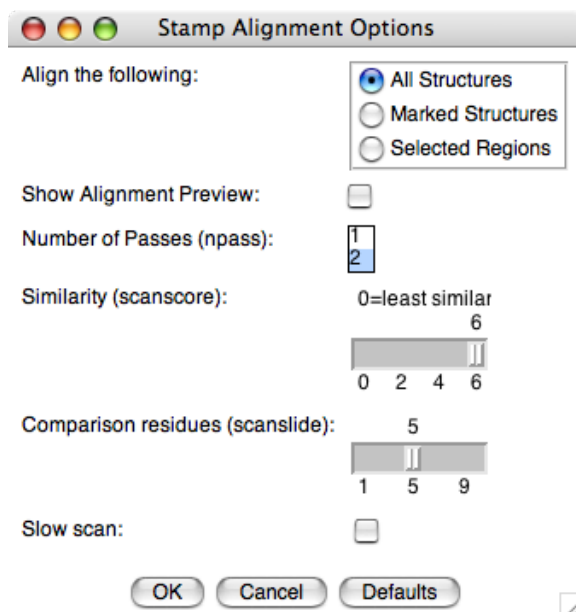 Stamp Alignment Options
Align the following:
All Structures
Marked Structures
Selected Regions
Show Alignment Preview:
Number of Passes (npass):
1
2
Similarity (scanscore):
0=least similar
6
0 2 4 6
Comparison residues (scanslide):
5
1 5 9
Slow scan:
OK Cancel Defaults